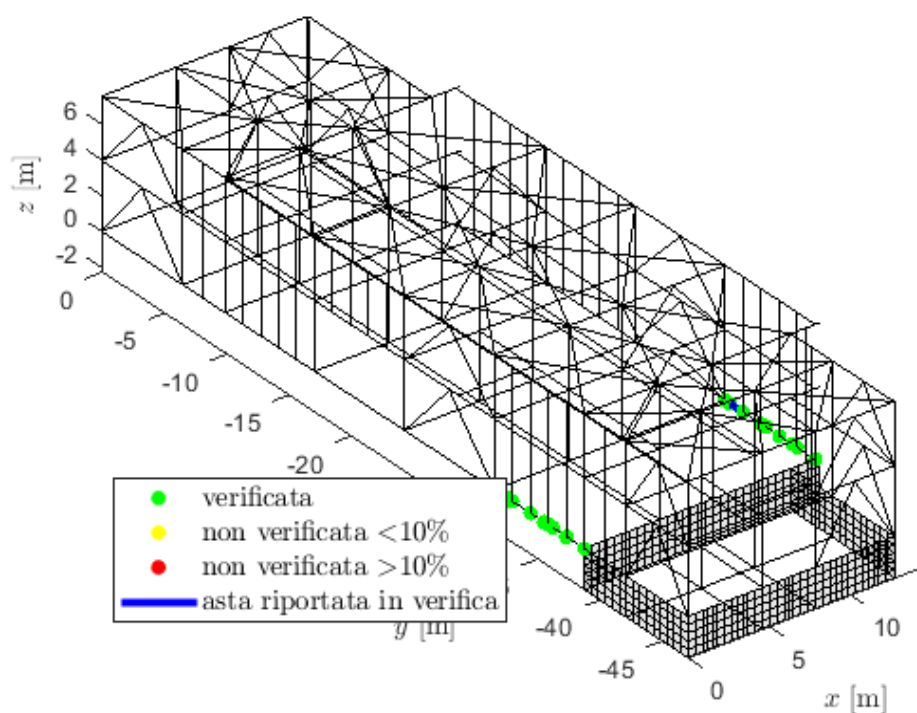 6
4
2
0
-2
z [m]
0
-5
-10
-15
-20
verificata
non verificata <10%
non verificata >10%
asta riportata in verifica
y [m]
-40
-45
0
5
10
x [m]